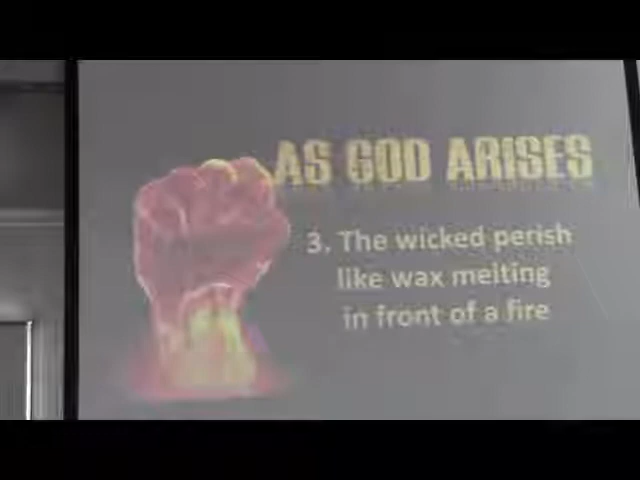 AS GOD ARISES
3. The wicked perish
like wax melting
in front of a fire